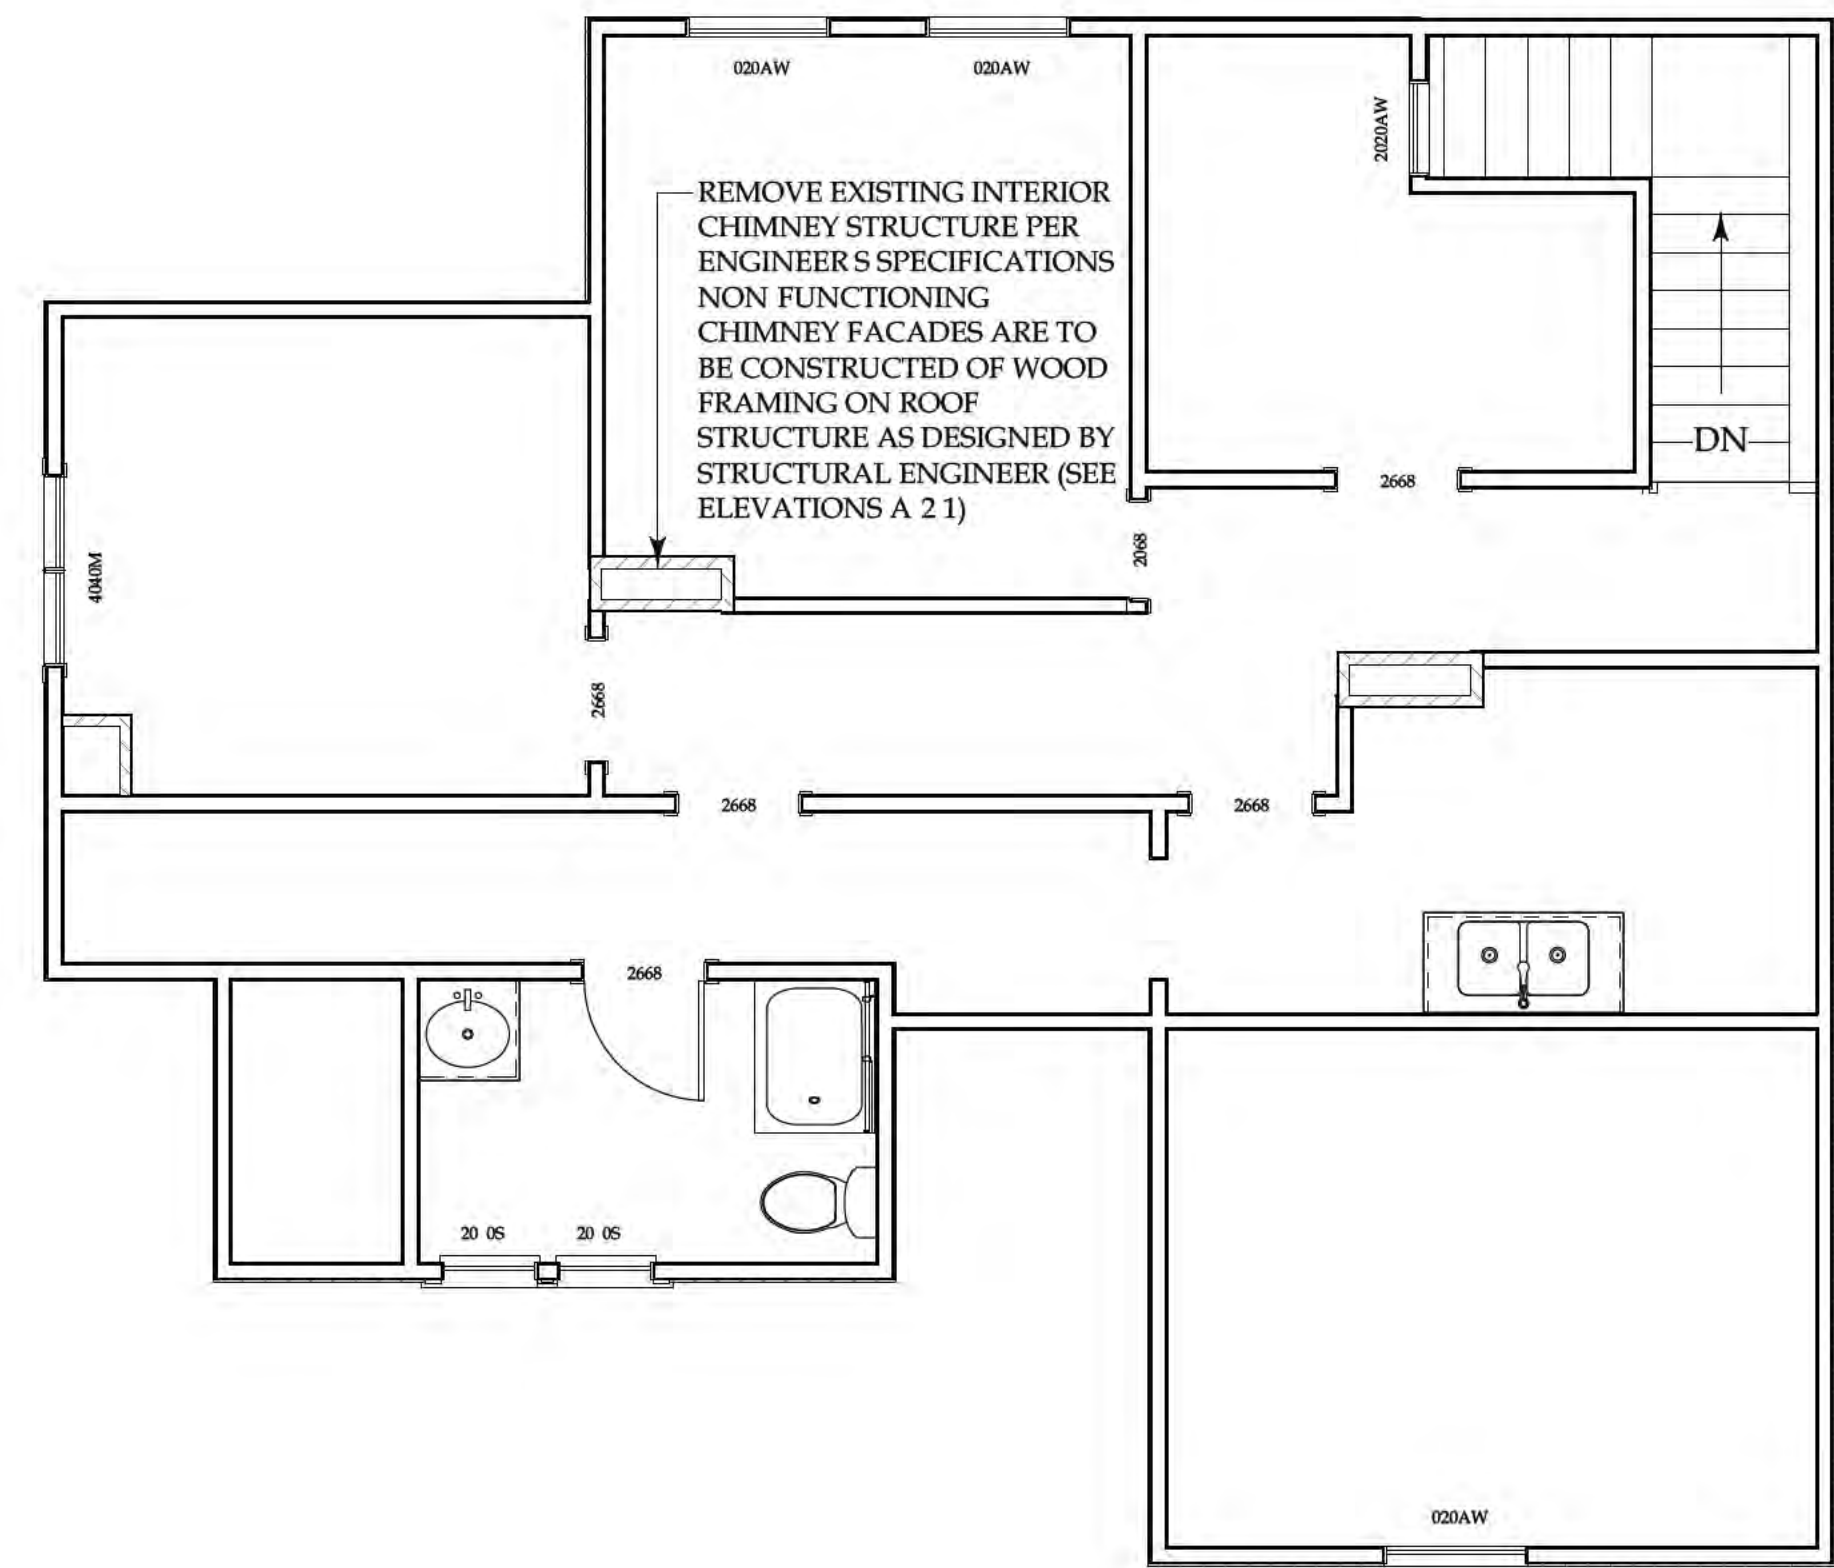 020AW
020AW
2020AW
REMOVE EXISTING INTERIOR
CHIMNEY STRUCTURE PER
ENGINEER S SPECIFICATIONS
NON FUNCTIONING
CHIMNEY FACADES ARE TO
BE CONSTRUCTED OF WOOD
FRAMING ON ROOF
STRUCTURE AS DESIGNED BY
STRUCTURAL ENGINEER (SEE
ELEVATIONS A 2 1)
DN
2668
2068
4040M
2668
2668
2668
2668
20 0S
20 0S
020AW